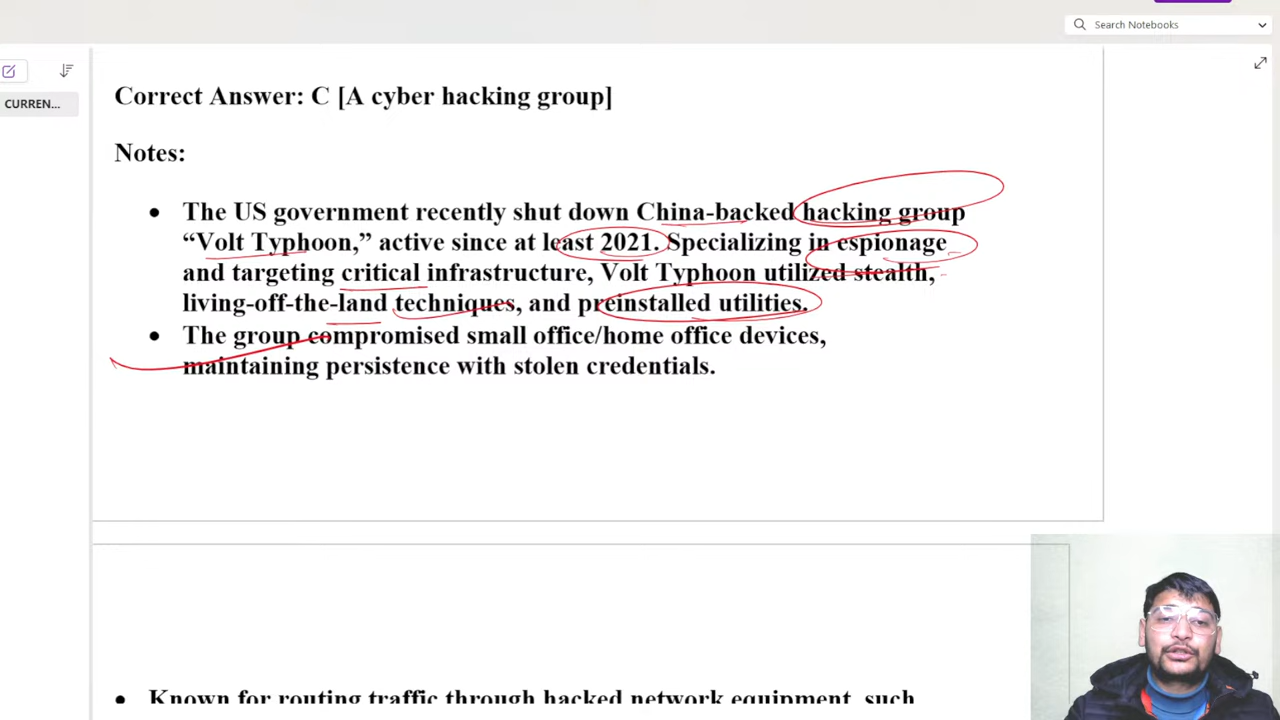 Search Notebooks
CURREN...
Correct Answer: C [A cyber hacking group]
Notes:
• The US government recently shut down China-backed hacking group
“Volt Typhoon,” active since at least 2021. Specializing in espionage
and targeting critical infrastructure, Volt Typhoon utilized stealth,
living-off-the-land techniques, and preinstalled utilities.
• The group compromised small office/home office devices,
maintaining persistence with stolen credentials.
• Known for routing traffic through hacked network equipment, such